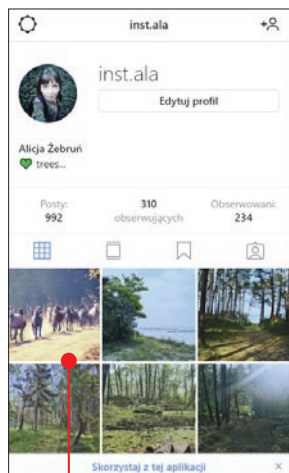 inst.ala
inst.ala
Edytuj profil
Alicja Żebruń
💚 trees...
Posty: 310 Obserwowani:
992 obserwujących 234
Skorzystaj z tej aplikacji ×